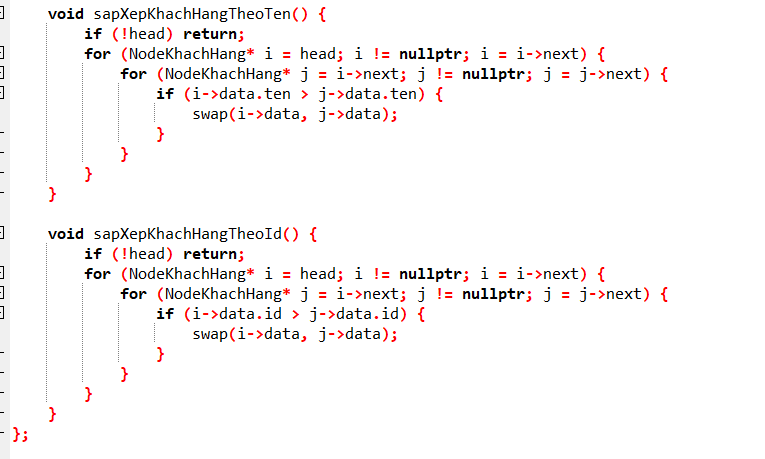 void sapXepKhachHangTheoTen() {
if (!head) return;
for (NodeKhachHang* i = head; i != nullptr; i = i->next) {
for (NodeKhachHang* j = i->next; j != nullptr; j = j->next) {
if (i->data.ten > j->data.ten) {
swap(i->data, j->data);
}
}
}
}
void sapXepKhachHangTheoId() {
if (!head) return;
for (NodeKhachHang* i = head; i != nullptr; i = i->next) {
for (NodeKhachHang* j = i->next; j != nullptr; j = j->next) {
if (i->data.id > j->data.id) {
swap(i->data, j->data);
}
}
}
}
};